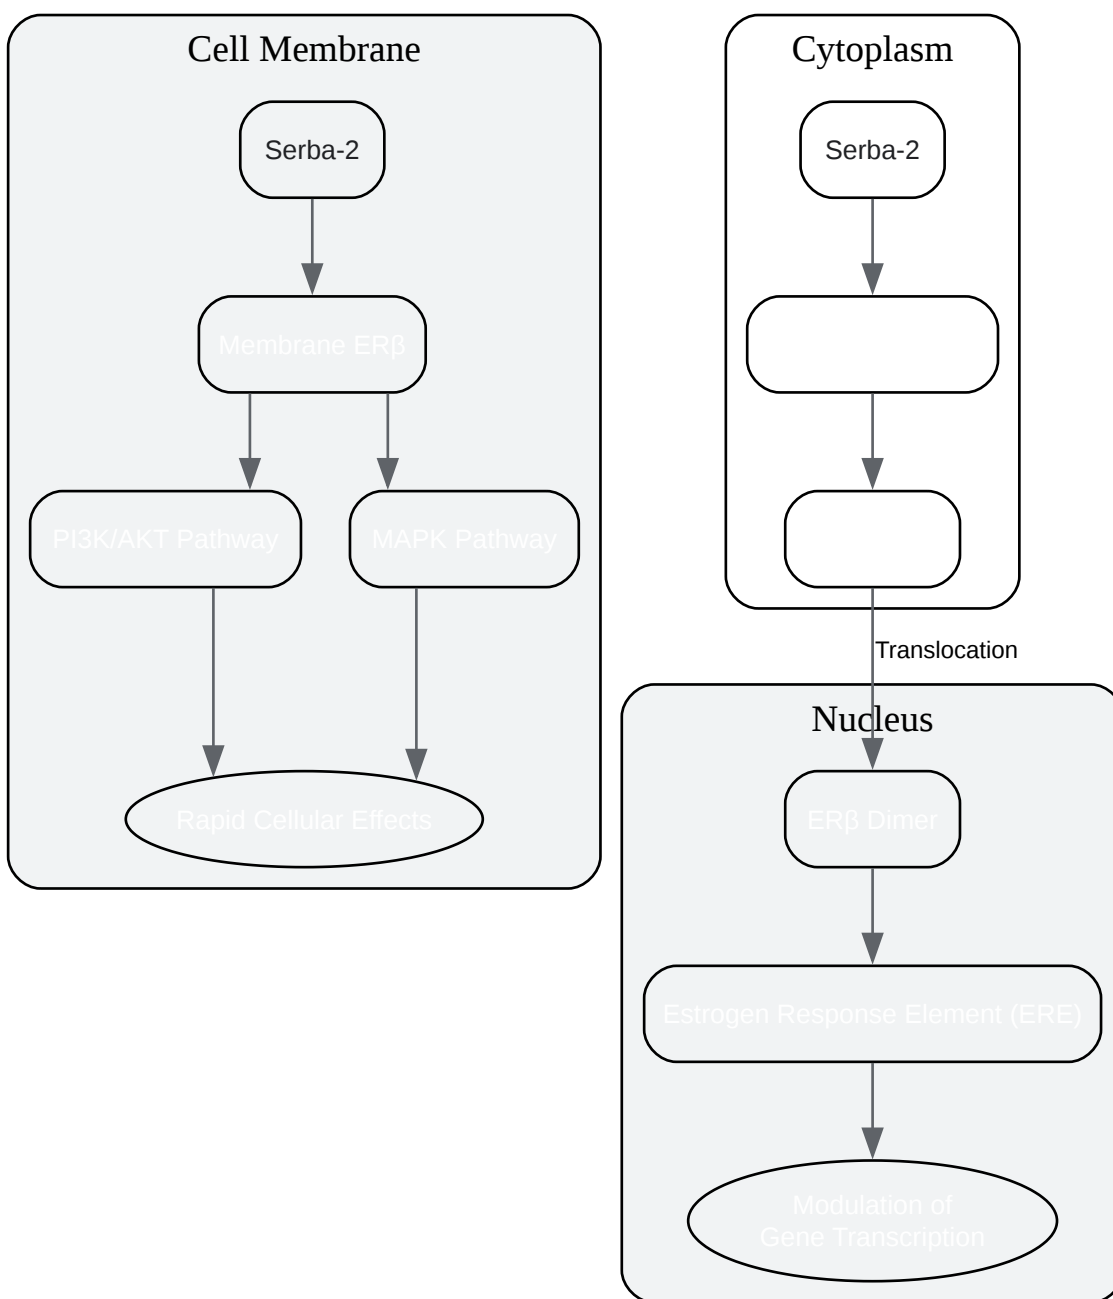 Cell Membrane
Serba-2
Membrane ERβ
PI3K/AKT Pathway
MAPK Pathway
Rapid Cellular Effects
Cytoplasm
Serba-2
Translocation
Nucleus
ERβ Dimer
Estrogen Response Element (ERE)
Modulation of
Gene Transcription